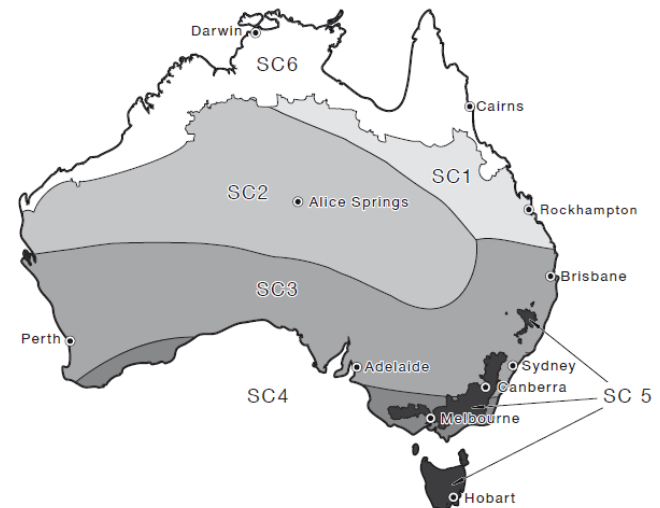 Darwin
SC6
Cairns
SC1
SC2
Alice Springs
Rockhampton
Brisbane
SC3
Perth
Adelaide
Sydney
Canberra
SC4
SC 5
Melbourne
Hobart